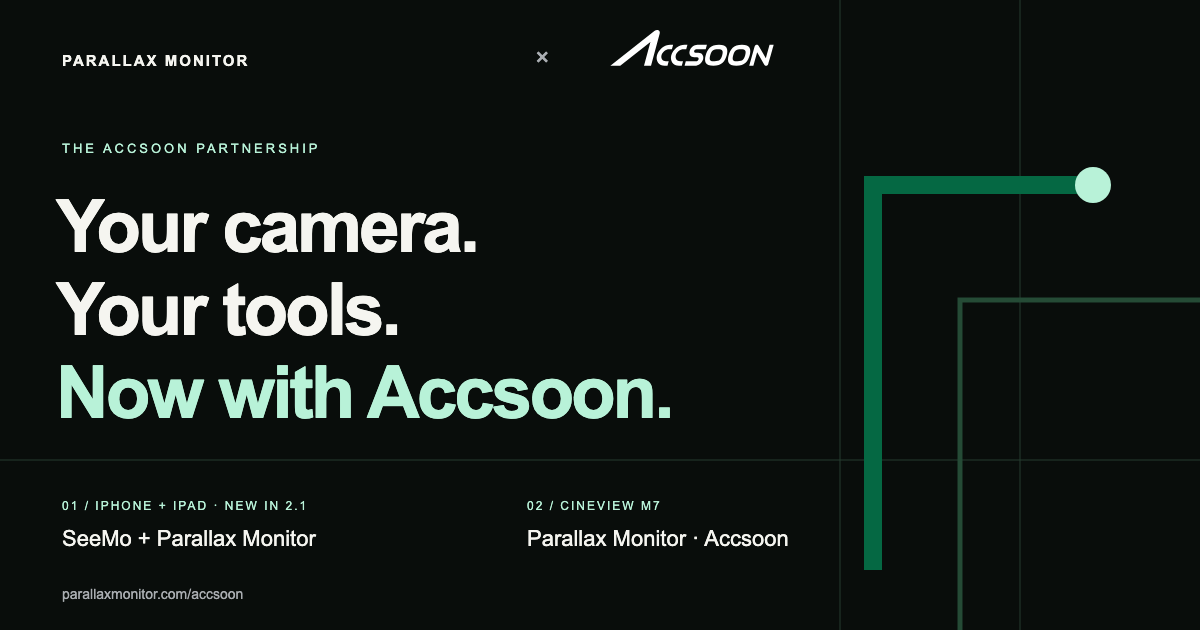 PARALLAX MONITOR × ACCSOON
THE ACCSOON PARTNERSHIP
Your camera.
Your tools.
Now with Accsoon.
01 / IPHONE + IPAD · NEW IN 2.1
SeeMo + Parallax Monitor
02 / CINEVIEW M7
Parallax Monitor · Accsoon
parallaxmonitor.com/accsoon